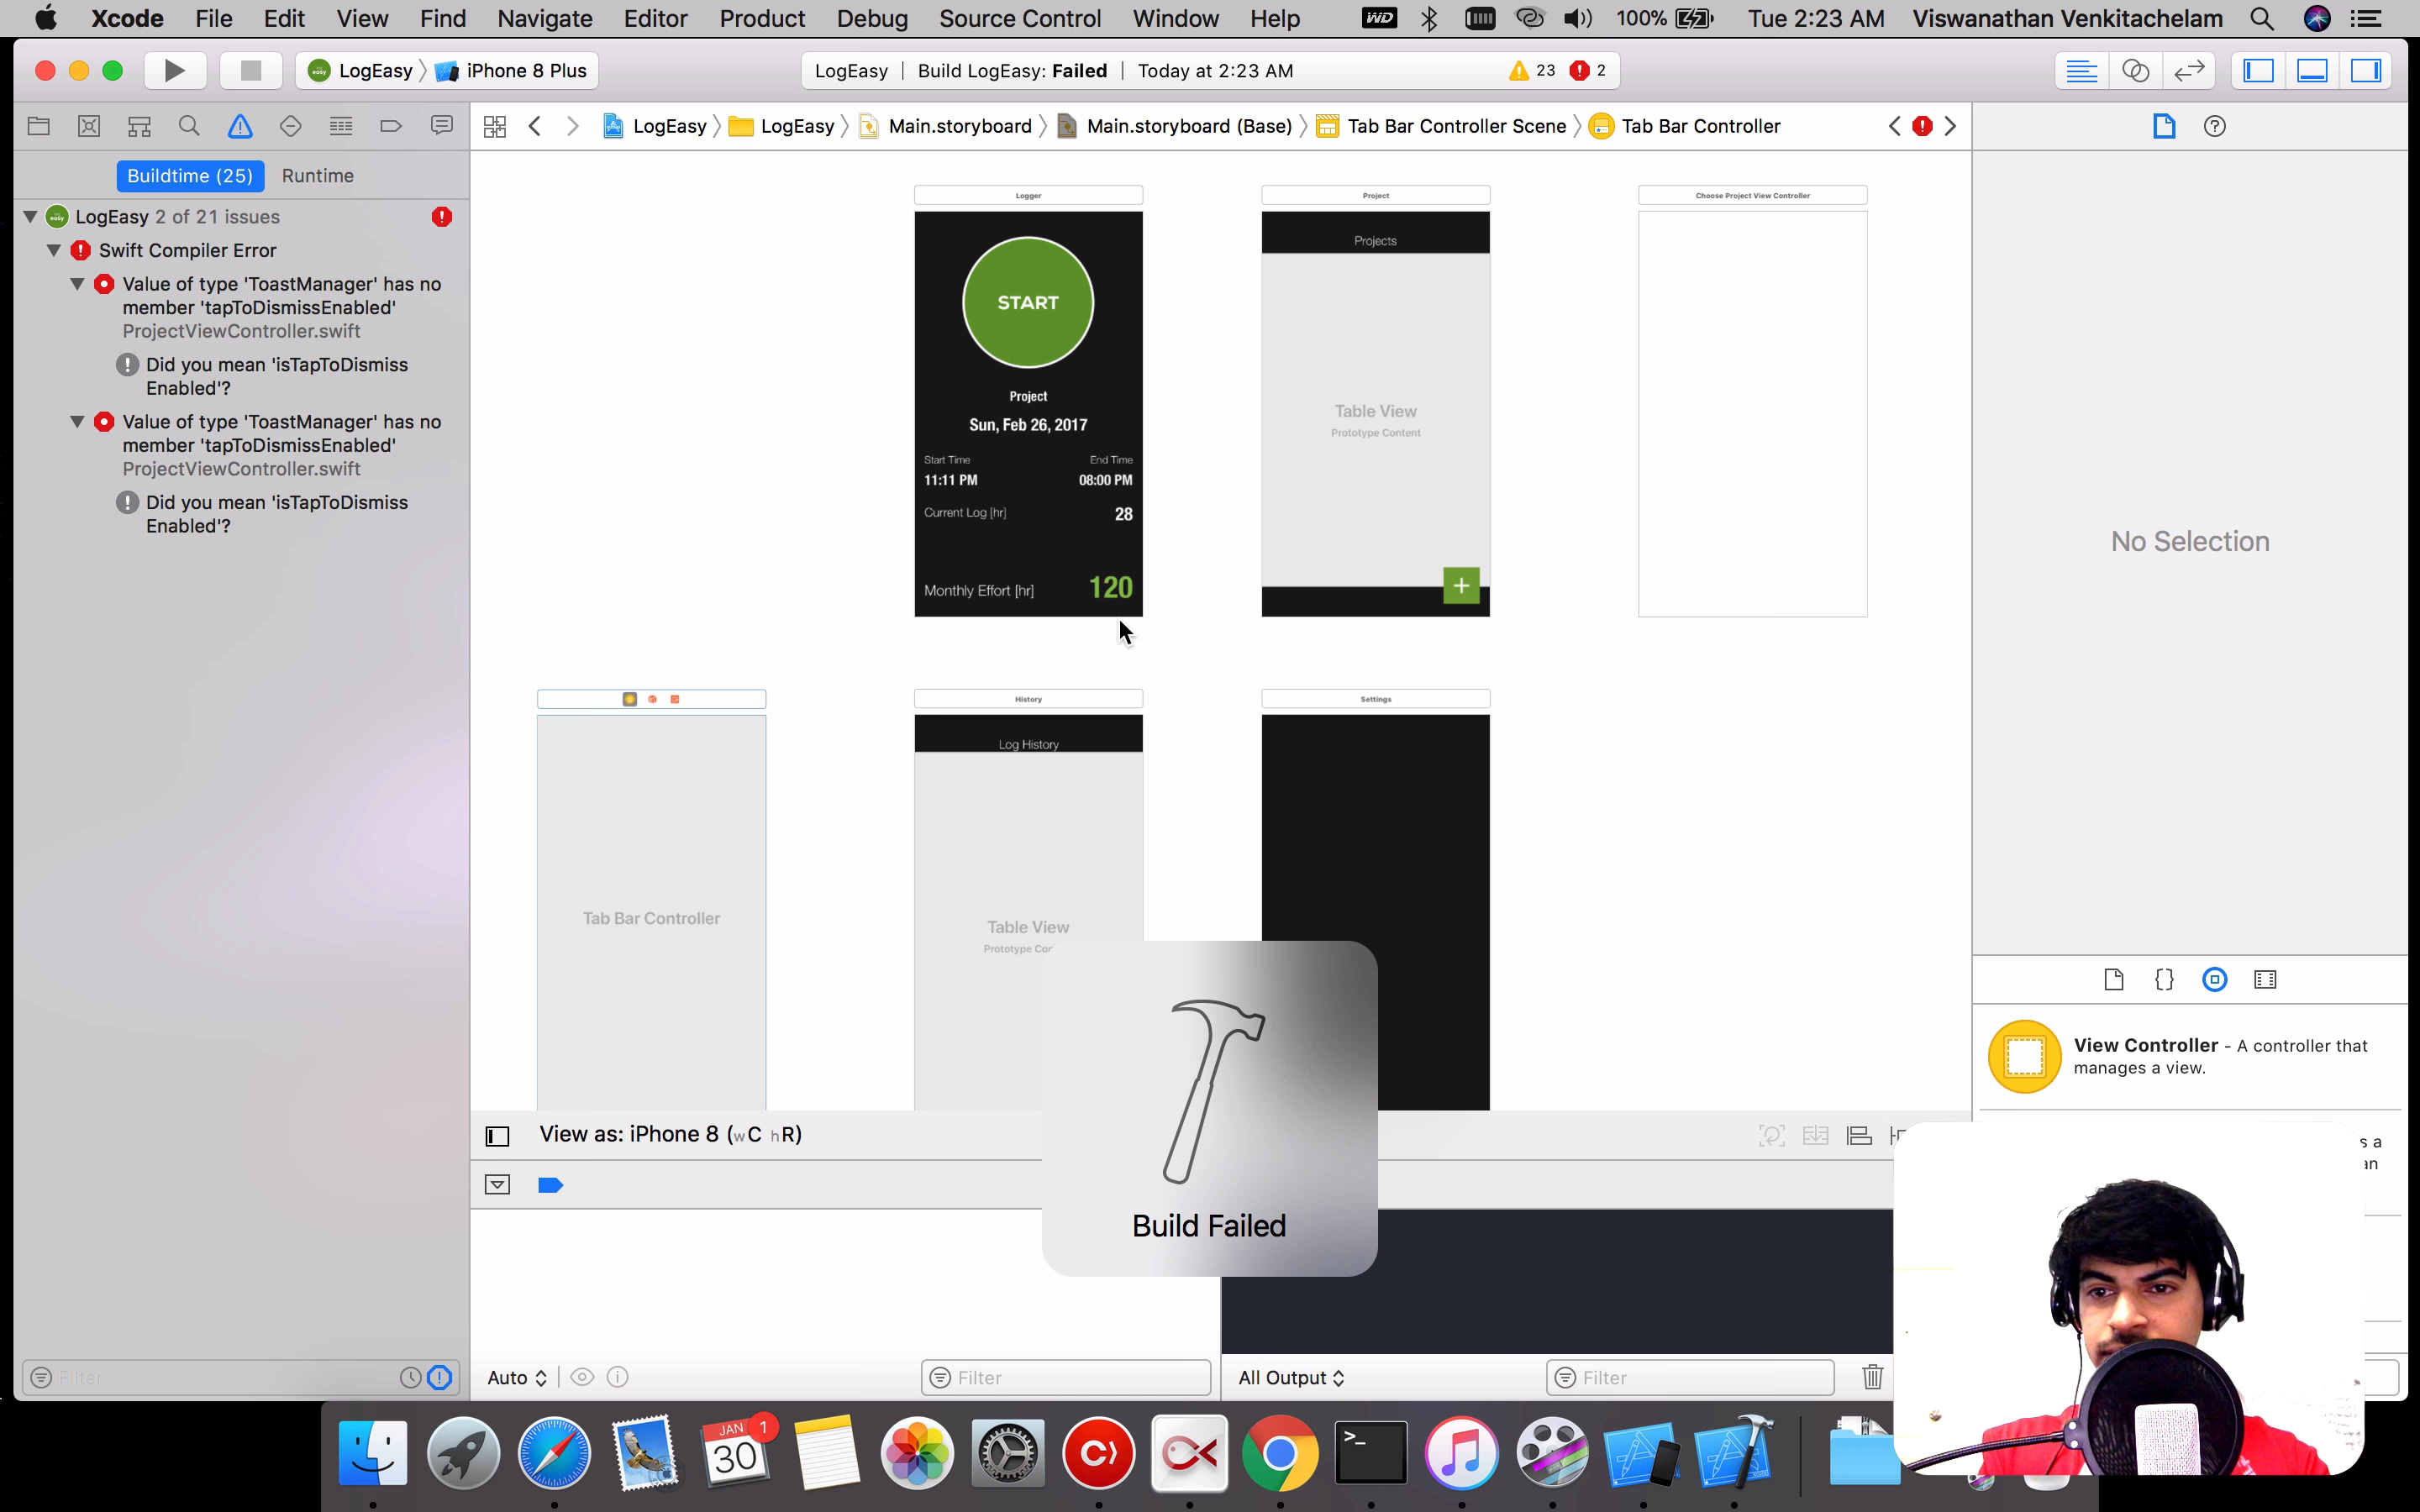 Xcode File Edit View Find Navigate Editor Product Debug Source Control Window Help
WD 100% Tue 2:23 AM Viswanathan Venkitachelam
LogEasy iPhone 8 Plus
LogEasy Build LogEasy: Failed Today at 2:23 AM 23 2
LogEasy LogEasy Main.storyboard Main.storyboard (Base) Tab Bar Controller Scene Tab Bar Controller
Buildtime (25) Runtime
LogEasy 2 of 21 issues
Swift Compiler Error
Value of type 'ToastManager' has no
member 'tapToDismissEnabled'
ProjectViewController.swift
Did you mean 'isTapToDismiss
Enabled'?
Value of type 'ToastManager' has no
member 'tapToDismissEnabled'
ProjectViewController.swift
Did you mean 'isTapToDismiss
Enabled'?
Filter
Logger
START
Project
Sun, Feb 26, 2017
Start Time End Time
11:11 PM 08:00 PM
Current Log [hr] 28
Monthly Effort [hr] 120
Project
Projects
Table View
Prototype Content
+
Choose Project View Controller
Tab Bar Controller
History
Log History
Table View
Settings
Build Failed
View as: iPhone 8 (wC hR)
Auto
Filter
All Output
Filter
No Selection
View Controller - A controller that
manages a view.
s a
an
JAN
30
1
>_